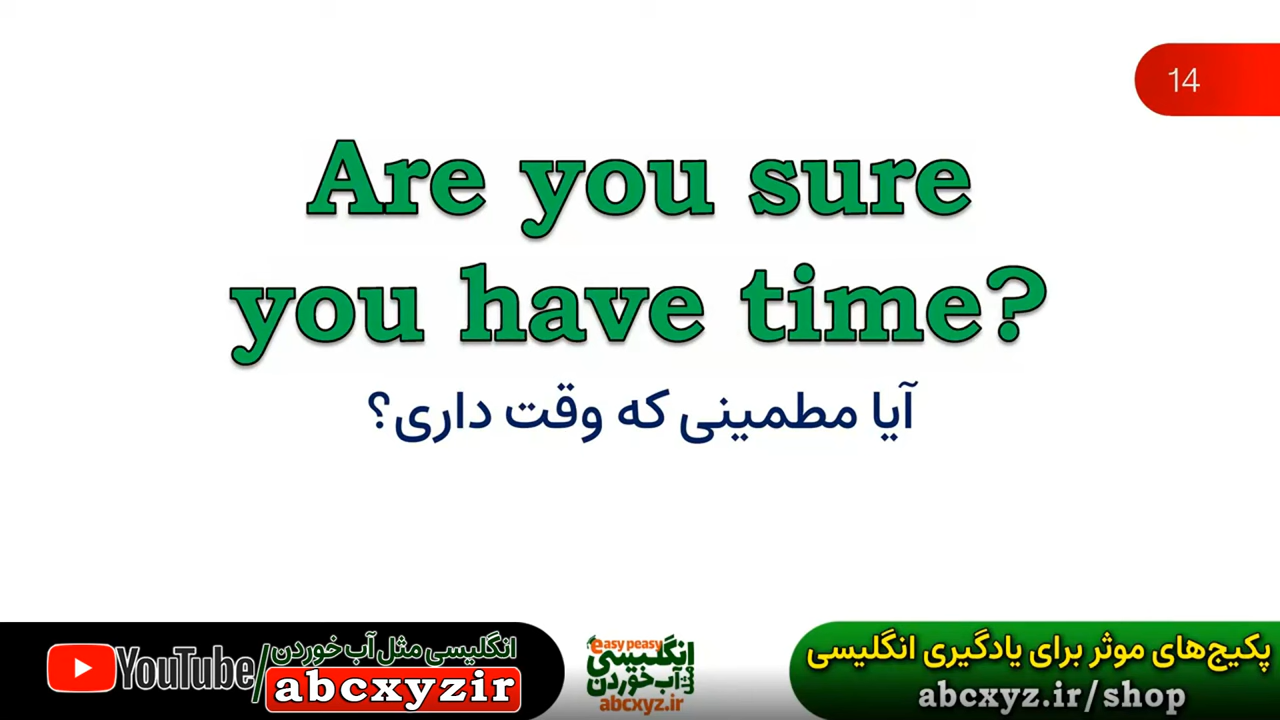 14
Are you sure
you have time?
آیا مطمینی که وقت داری؟
انگلیسی مثل آب خوردن
YouTube/abcxyzir
easy peasy
انگلیسی
مثل آب خوردن
abcxyz.ir
پکیج‌های موثر برای یادگیری انگلیسی
abcxyz.ir/shop